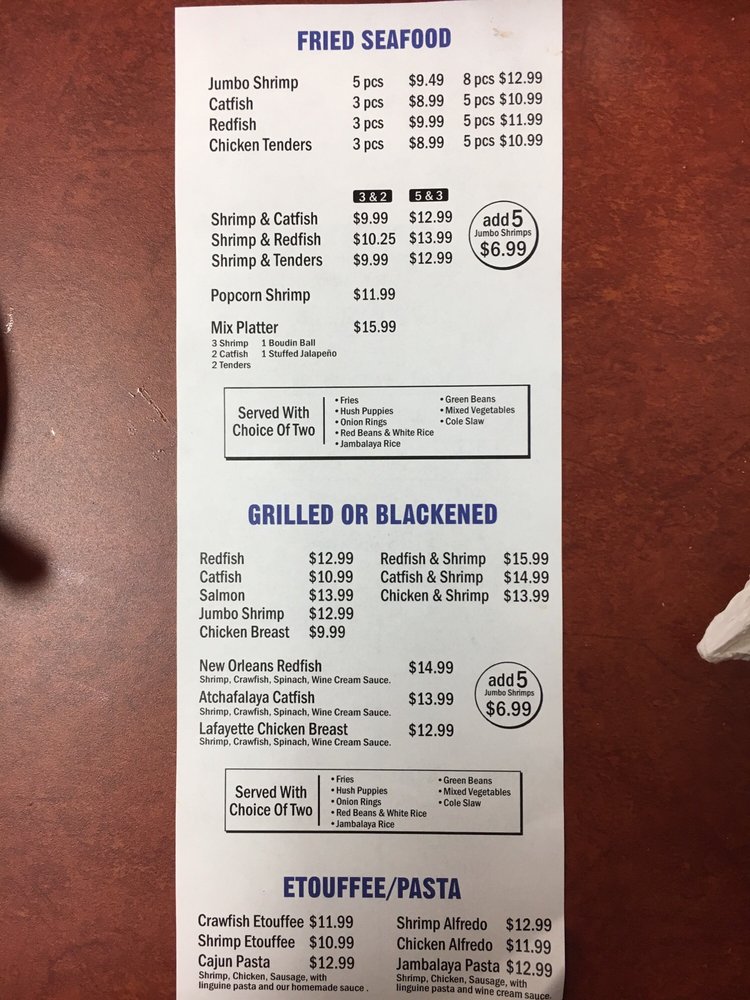 FRIED SEAFOOD
Jumbo Shrimp 5 pcs $9.49 8 pcs $12.99
Catfish 3 pcs $8.99 5 pcs $10.99
Redfish 3 pcs $9.99 5 pcs $11.99
Chicken Tenders 3 pcs $8.99 5 pcs $10.99
3 & 2 5 & 3
Shrimp & Catfish $9.99 $12.99
Shrimp & Redfish $10.25 $13.99
Shrimp & Tenders $9.99 $12.99
add 5
Jumbo Shrimps
$6.99
Popcorn Shrimp $11.99
Mix Platter $15.99
3 Shrimp 1 Boudin Ball
2 Catfish 1 Stuffed Jalapeño
2 Tenders
Served With
Choice Of Two
• Fries
• Hush Puppies
• Onion Rings
• Red Beans & White Rice
• Jambalaya Rice
• Green Beans
• Mixed Vegetables
• Cole Slaw
GRILLED OR BLACKENED
Redfish $12.99 Redfish & Shrimp $15.99
Catfish $10.99 Catfish & Shrimp $14.99
Salmon $13.99 Chicken & Shrimp $13.99
Jumbo Shrimp $12.99
Chicken Breast $9.99
New Orleans Redfish $14.99
Shrimp, Crawfish, Spinach, Wine Cream Sauce.
Atchafalaya Catfish $13.99
Shrimp, Crawfish, Spinach, Wine Cream Sauce.
Lafayette Chicken Breast $12.99
Shrimp, Crawfish, Spinach, Wine Cream Sauce.
add 5
Jumbo Shrimps
$6.99
Served With
Choice Of Two
• Fries
• Hush Puppies
• Onion Rings
• Red Beans & White Rice
• Jambalaya Rice
• Green Beans
• Mixed Vegetables
• Cole Slaw
ETOUFFEE/PASTA
Crawfish Etouffee $11.99
Shrimp Etouffee $10.99
Cajun Pasta $12.99
Shrimp, Chicken, Sausage, with
linguine pasta and our homemade sauce .
Shrimp Alfredo $12.99
Chicken Alfredo $11.99
Jambalaya Pasta $12.99
Shrimp, Chicken, Sausage, with
linguine pasta and wine cream sauce.